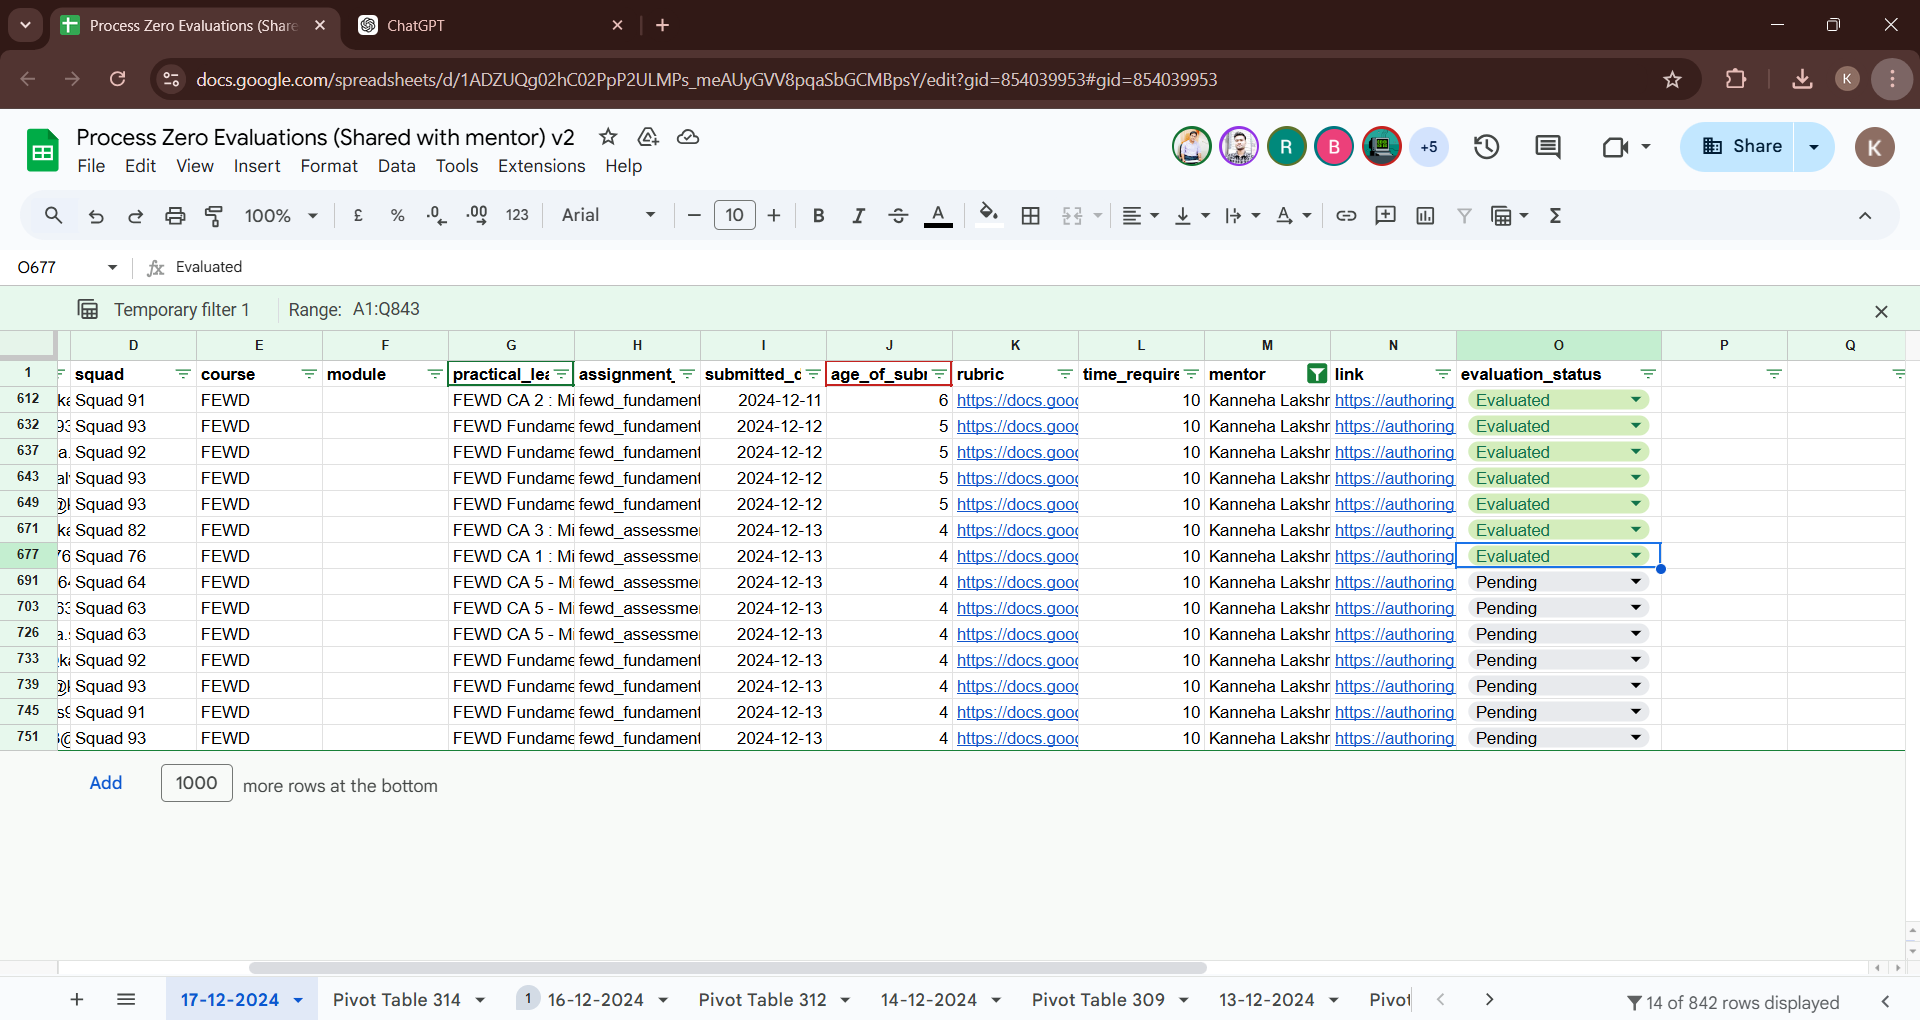 Process Zero Evaluations (Share
ChatGPT
docs.google.com/spreadsheets/d/1ADZUQg02hC02PpP2ULMPs_meAUyGVV8pqaSbGCMBpsY/edit?gid=854039953#gid=854039953
K
Process Zero Evaluations (Shared with mentor) v2
R B +5 Share K
File Edit View Insert Format Data Tools Extensions Help
100% £ % .0 .00 123 Arial 10 B I A
O677 fx Evaluated
Temporary filter 1 Range: A1:Q843
D E F G H I J K L M N O P Q
1 squad course module practical_lea assignment_ submitted_c age_of_subr rubric time_require mentor link evaluation_status
612 Squad 91 FEWD FEWD CA 2 : Mi fewd_fundament 2024-12-11 6 https://docs.goog 10 Kanneha Lakshr https://authoring. Evaluated
632 Squad 93 FEWD FEWD Fundame fewd_fundament 2024-12-12 5 https://docs.goog 10 Kanneha Lakshr https://authoring. Evaluated
637 Squad 92 FEWD FEWD Fundame fewd_fundament 2024-12-12 5 https://docs.goog 10 Kanneha Lakshr https://authoring. Evaluated
643 Squad 93 FEWD FEWD Fundame fewd_fundament 2024-12-12 5 https://docs.goog 10 Kanneha Lakshr https://authoring. Evaluated
649 Squad 93 FEWD FEWD Fundame fewd_fundament 2024-12-12 5 https://docs.goog 10 Kanneha Lakshr https://authoring. Evaluated
671 Squad 82 FEWD FEWD CA 3 : Mi fewd_assessme 2024-12-13 4 https://docs.goog 10 Kanneha Lakshr https://authoring. Evaluated
677 Squad 76 FEWD FEWD CA 1 : Mi fewd_assessme 2024-12-13 4 https://docs.goog 10 Kanneha Lakshr https://authoring. Evaluated
691 Squad 64 FEWD FEWD CA 5 - Mi fewd_assessme 2024-12-13 4 https://docs.goog 10 Kanneha Lakshr https://authoring. Pending
703 Squad 63 FEWD FEWD CA 5 - Mi fewd_assessme 2024-12-13 4 https://docs.goog 10 Kanneha Lakshr https://authoring. Pending
726 Squad 63 FEWD FEWD CA 5 - Mi fewd_assessme 2024-12-13 4 https://docs.goog 10 Kanneha Lakshr https://authoring. Pending
733 Squad 92 FEWD FEWD Fundame fewd_fundament 2024-12-13 4 https://docs.goog 10 Kanneha Lakshr https://authoring. Pending
739 Squad 93 FEWD FEWD Fundame fewd_fundament 2024-12-13 4 https://docs.goog 10 Kanneha Lakshr https://authoring. Pending
745 Squad 91 FEWD FEWD Fundame fewd_fundament 2024-12-13 4 https://docs.goog 10 Kanneha Lakshr https://authoring. Pending
751 Squad 93 FEWD FEWD Fundame fewd_fundament 2024-12-13 4 https://docs.goog 10 Kanneha Lakshr https://authoring. Pending
Add 1000 more rows at the bottom
17-12-2024 Pivot Table 314 1 16-12-2024 Pivot Table 312 14-12-2024 Pivot Table 309 13-12-2024 Pivot 14 of 842 rows displayed